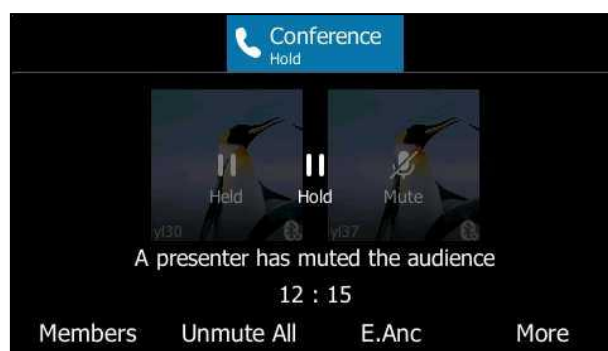 Conference
Hold
Held Hold Mute
yl30 yl37
A presenter has muted the audience
12 : 15
Members Unmute All E.Anc More